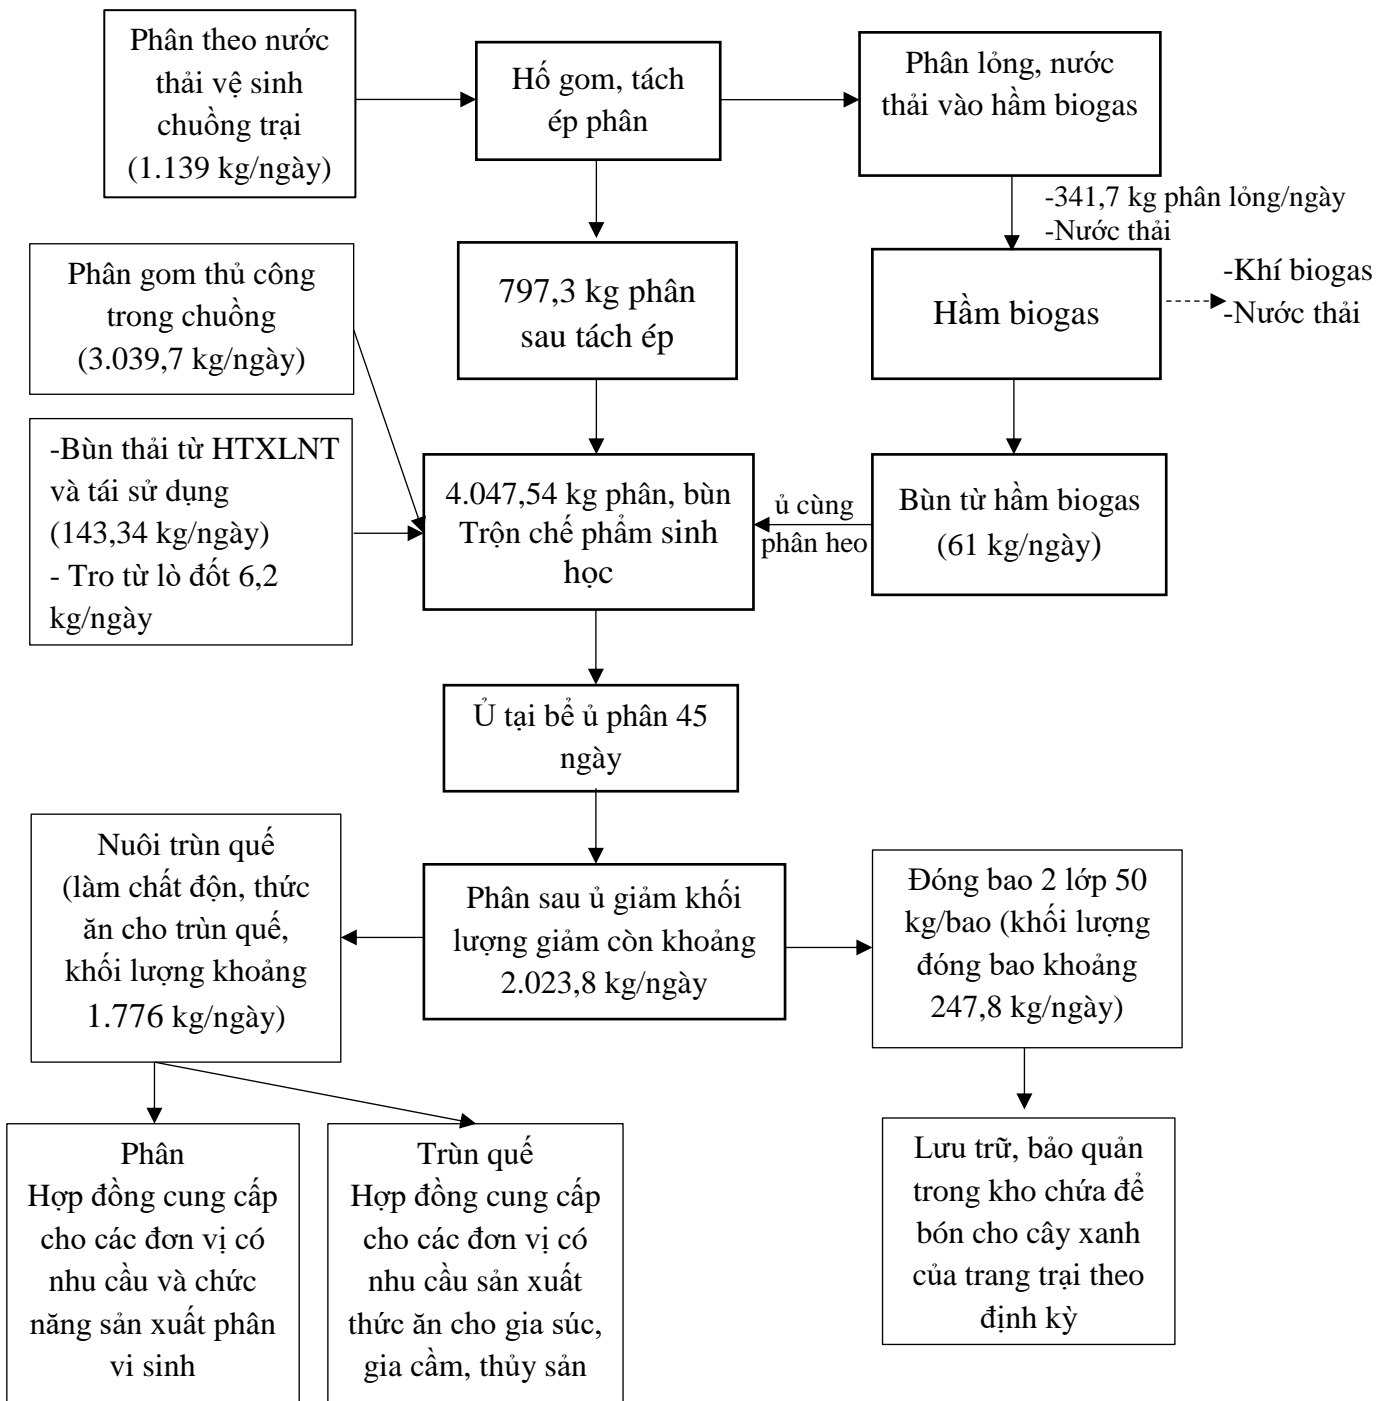 Phân theo nước
thải vệ sinh
chuồng trại
(1.139 kg/ngày)
Hố gom, tách
ép phân
Phân lỏng, nước
thải vào hầm biogas
-341,7 kg phân lỏng/ngày
-Nước thải
Phân gom thủ công
trong chuồng
(3.039,7 kg/ngày)
797,3 kg phân
sau tách ép
Hầm biogas
-Khí biogas
-Nước thải
-Bùn thải từ HTXLNT
và tái sử dụng
(143,34 kg/ngày)
- Tro từ lò đốt 6,2
kg/ngày
4.047,54 kg phân, bùn
Trộn chế phẩm sinh
học
ủ cùng
phân heo
Bùn từ hầm biogas
(61 kg/ngày)
Ủ tại bể ủ phân 45
ngày
Nuôi trùn quế
(làm chất độn, thức
ăn cho trùn quế,
khối lượng khoảng
1.776 kg/ngày)
Phân sau ủ giảm khối
lượng giảm còn khoảng
2.023,8 kg/ngày
Đóng bao 2 lớp 50
kg/bao (khối lượng
đóng bao khoảng
247,8 kg/ngày)
Phân
Hợp đồng cung cấp
cho các đơn vị có
nhu cầu và chức
năng sản xuất phân
vi sinh
Trùn quế
Hợp đồng cung cấp
cho các đơn vị có
nhu cầu sản xuất
thức ăn cho gia súc,
gia cầm, thủy sản
Lưu trữ, bảo quản
trong kho chứa để
bón cho cây xanh
của trang trại theo
định kỳ